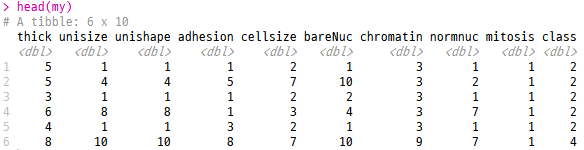 > head(my)
# A tibble: 6 x 10
thick unisize unishape adhesion cellsize bareNuc chromatin normnuc mitosis class
<dbl> <dbl> <dbl> <dbl> <dbl> <dbl> <dbl> <dbl> <dbl> <dbl>
1 5 1 1 1 2 1 3 1 1 2
2 5 4 4 5 7 10 3 2 1 2
3 3 1 1 1 2 2 3 1 1 2
4 6 8 8 1 3 4 3 7 1 2
5 4 1 1 3 2 1 3 1 1 2
6 8 10 10 8 7 10 9 7 1 4